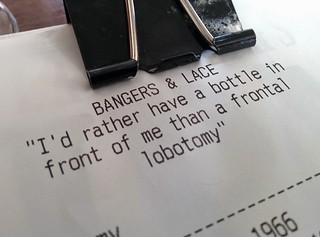 BANGERS & LACE
"I'd rather have a bottle in
front of me than a frontal
lobotomy"
1966